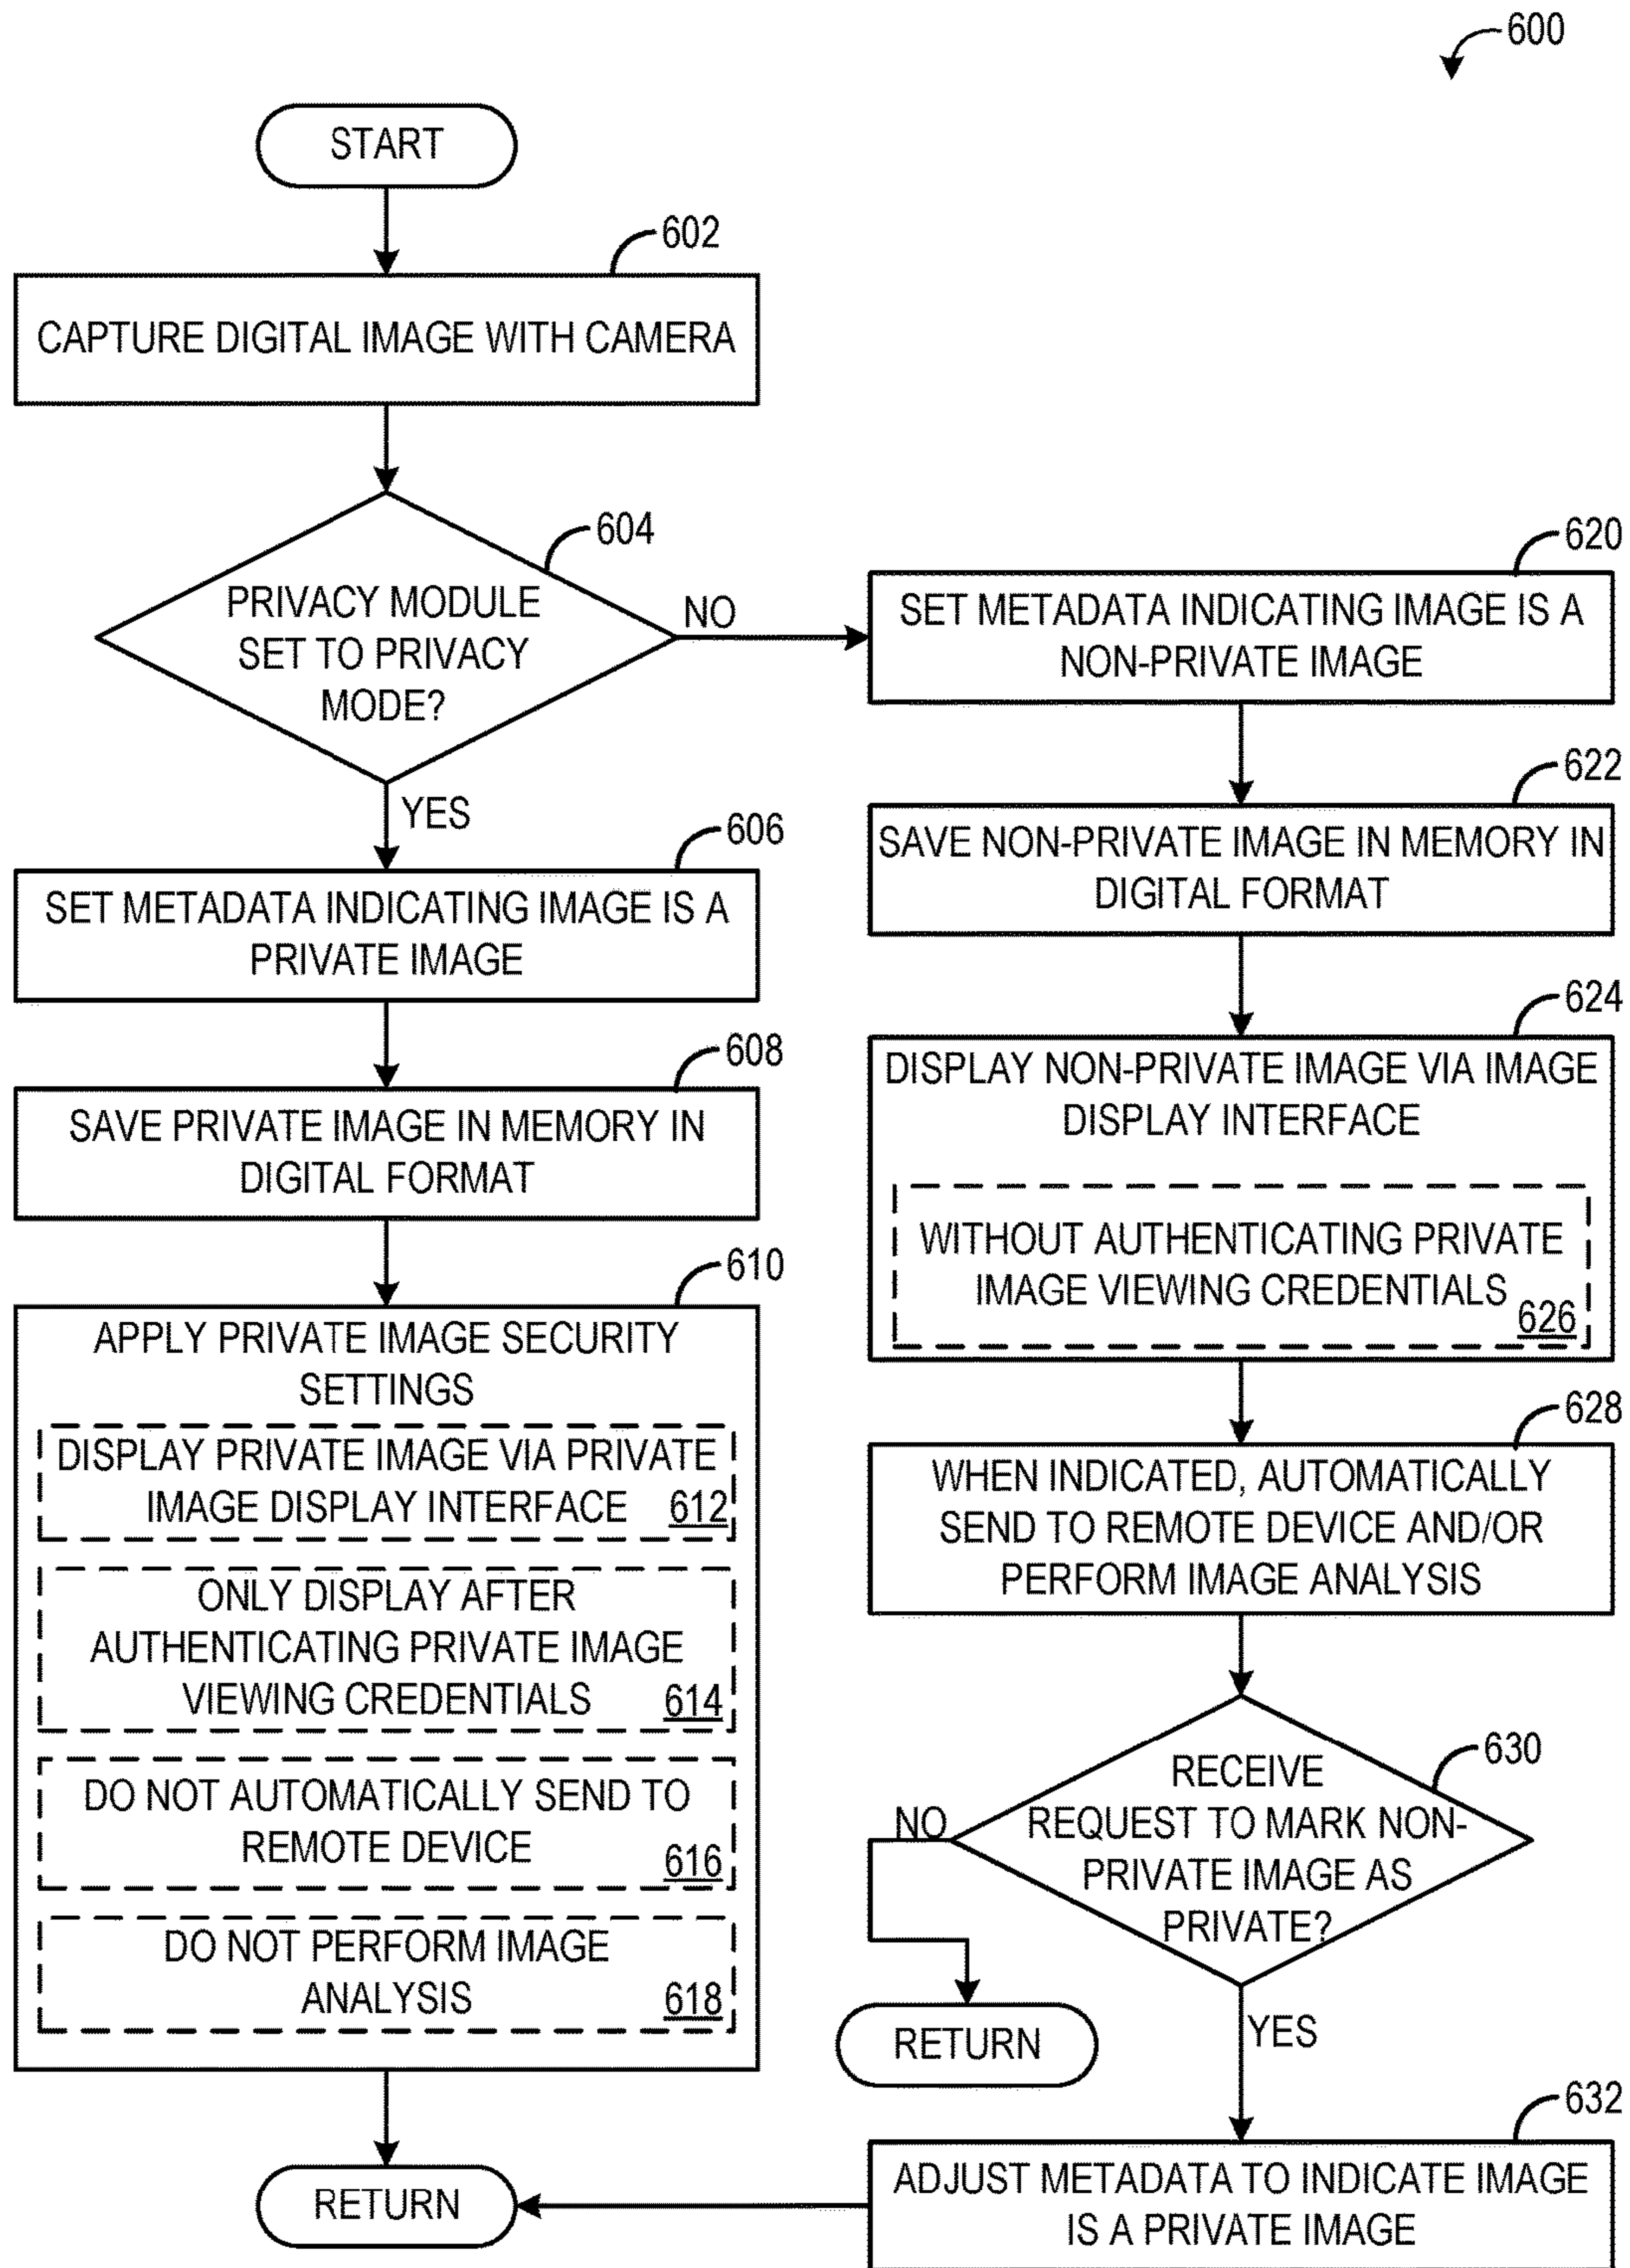 600
START
602
CAPTURE DIGITAL IMAGE WITH CAMERA
604
PRIVACY MODULE
SET TO PRIVACY
MODE?
NO
YES
606
SET METADATA INDICATING IMAGE IS A
PRIVATE IMAGE
608
SAVE PRIVATE IMAGE IN MEMORY IN
DIGITAL FORMAT
610
APPLY PRIVATE IMAGE SECURITY
SETTINGS
DISPLAY PRIVATE IMAGE VIA PRIVATE
IMAGE DISPLAY INTERFACE 612
ONLY DISPLAY AFTER
AUTHENTICATING PRIVATE IMAGE
VIEWING CREDENTIALS 614
DO NOT AUTOMATICALLY SEND TO
REMOTE DEVICE 616
DO NOT PERFORM IMAGE
ANALYSIS 618
RETURN
620
SET METADATA INDICATING IMAGE IS A
NON-PRIVATE IMAGE
622
SAVE NON-PRIVATE IMAGE IN MEMORY IN
DIGITAL FORMAT
624
DISPLAY NON-PRIVATE IMAGE VIA IMAGE
DISPLAY INTERFACE
WITHOUT AUTHENTICATING PRIVATE
IMAGE VIEWING CREDENTIALS 626
628
WHEN INDICATED, AUTOMATICALLY
SEND TO REMOTE DEVICE AND/OR
PERFORM IMAGE ANALYSIS
630
RECEIVE
REQUEST TO MARK NON-
PRIVATE IMAGE AS
PRIVATE?
NO
RETURN
YES
632
ADJUST METADATA TO INDICATE IMAGE
IS A PRIVATE IMAGE